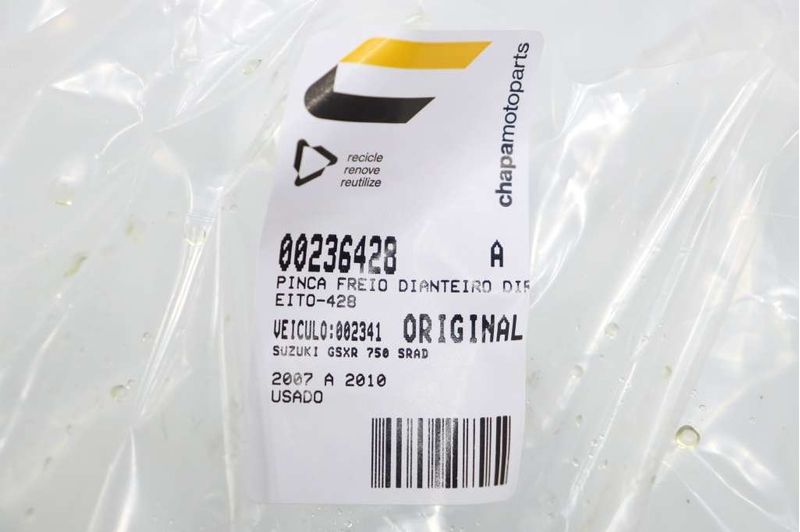 chapamotoparts
recicle
renove
reutilize
00236428 A
PINCA FREIO DIANTEIRO DIR
EITO-428
VEICULO:002341 ORIGINAL
SUZUKI GSXR 750 SRAD
2007 A 2010
USADO